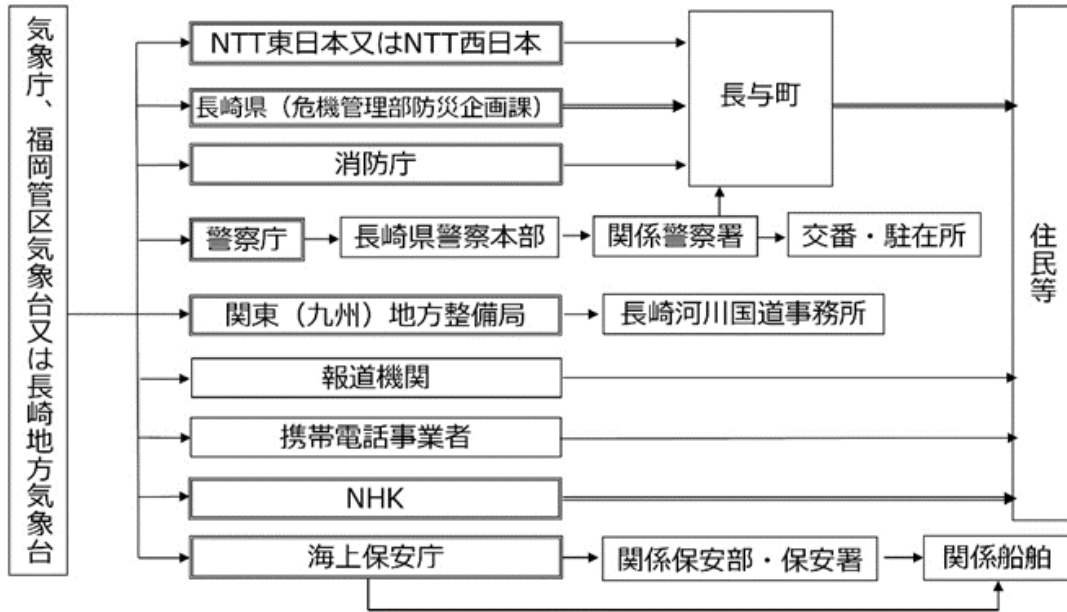 気象庁、福岡管区気象台又は長崎地方気象台
NTT東日本又はNTT西日本
長崎県（危機管理部防災企画課）
消防庁
長与町
警察庁
長崎県警察本部
関係警察署
交番・駐在所
関東（九州）地方整備局
長崎河川国道事務所
報道機関
携帯電話事業者
NHK
海上保安庁
関係保安部・保安署
関係船舶
住民等